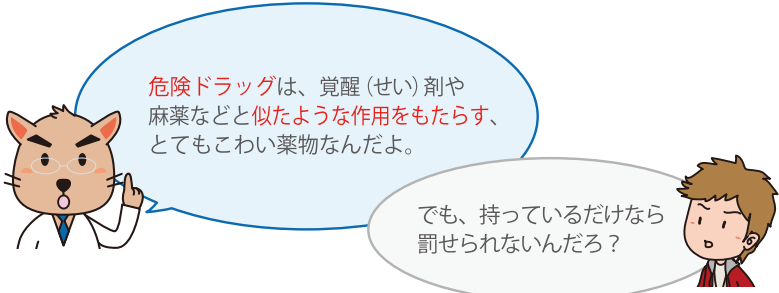 危険ドラッグは、覚醒（せい）剤や
麻薬などと似たような作用をもたらす、
とてもこわい薬物なんだよ。
でも、持っているだけなら
罰せられないんだろ？